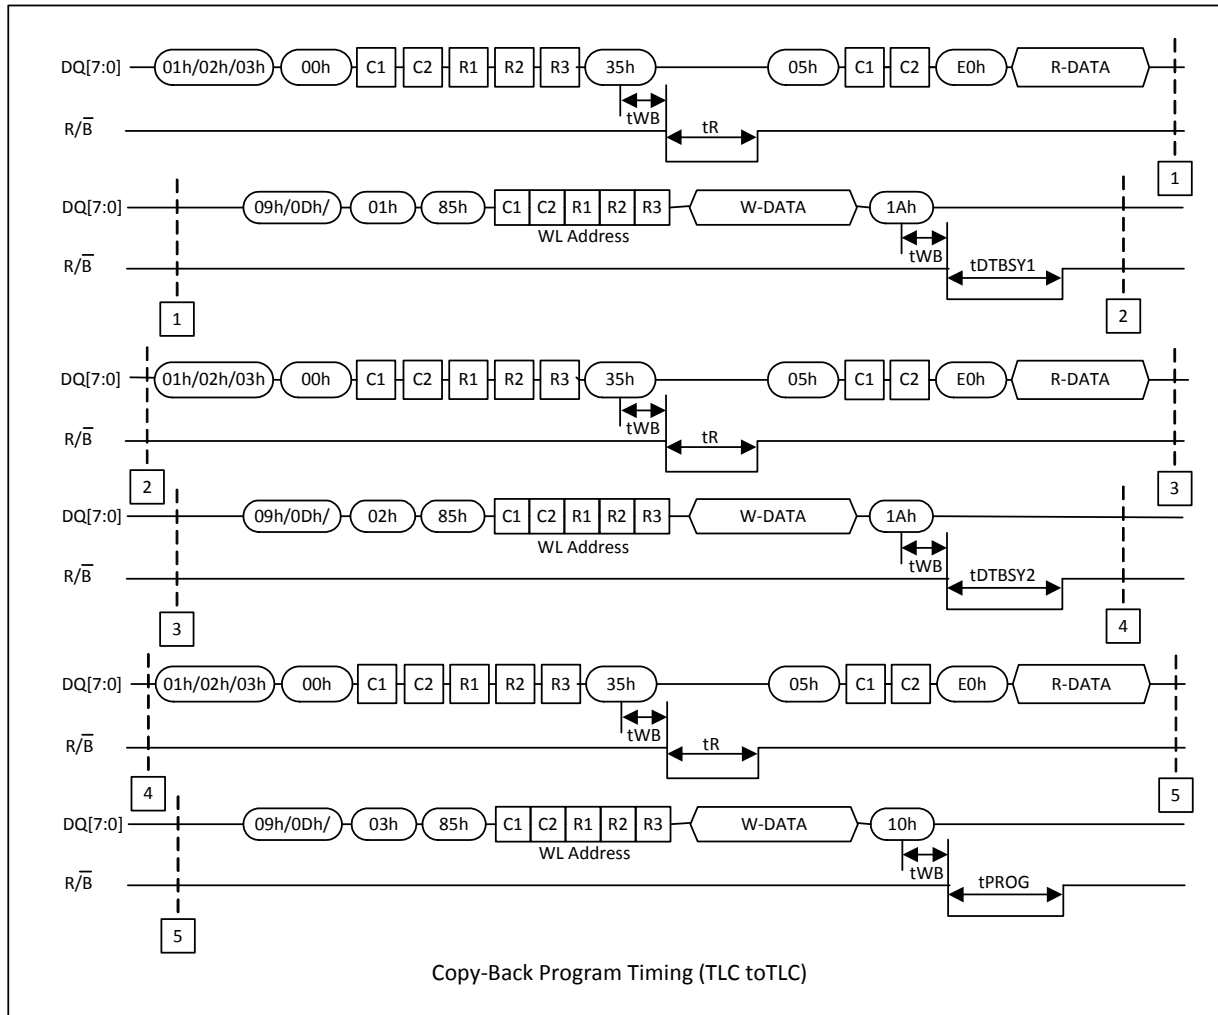 DQ[7:0] 01h/02h/03h 00h C1 C2 R1 R2 R3 35h 05h C1 C2 E0h R-DATA
tWB
R/B̅ tR
1
DQ[7:0] 09h/0Dh/ 01h 85h C1 C2 R1 R2 R3 W-DATA 1Ah
WL Address
tWB
R/B̅ tDTBSY1
1 2
DQ[7:0] 01h/02h/03h 00h C1 C2 R1 R2 R3 35h 05h C1 C2 E0h R-DATA
tWB
R/B̅ tR
2 3
DQ[7:0] 09h/0Dh/ 02h 85h C1 C2 R1 R2 R3 W-DATA 1Ah
WL Address
tWB
R/B̅ tDTBSY2
3 4
DQ[7:0] 01h/02h/03h 00h C1 C2 R1 R2 R3 35h 05h C1 C2 E0h R-DATA
tWB
R/B̅ tR
4 5
DQ[7:0] 09h/0Dh/ 03h 85h C1 C2 R1 R2 R3 W-DATA 10h
WL Address
tWB
R/B̅ tPROG
5
Copy-Back Program Timing (TLC toTLC)